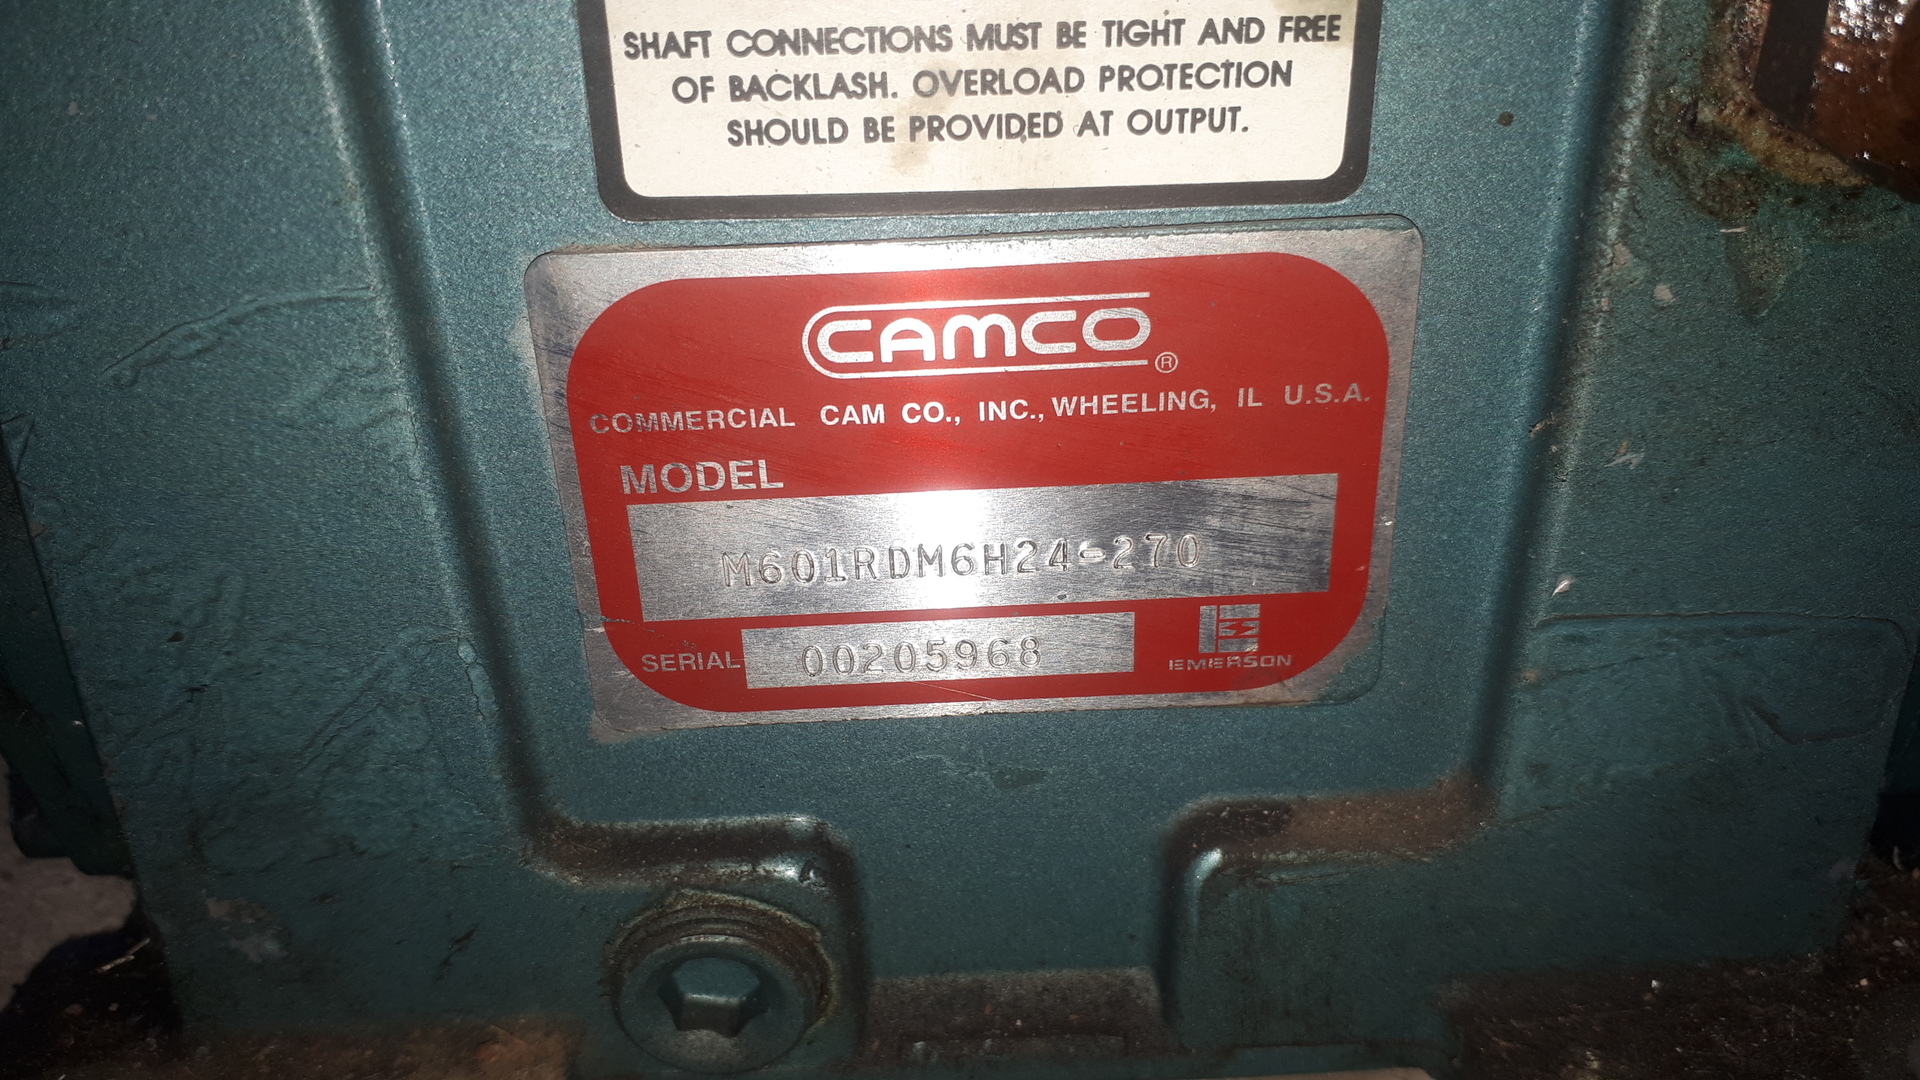 SHAFT CONNECTIONS MUST BE TIGHT AND FREE
OF BACKLASH. OVERLOAD PROTECTION
SHOULD BE PROVIDED AT OUTPUT.
CAMCO®
COMMERCIAL CAM CO., INC., WHEELING, IL U.S.A.
MODEL
M601RDM6H24-270
SERIAL 00205968
EMERSON